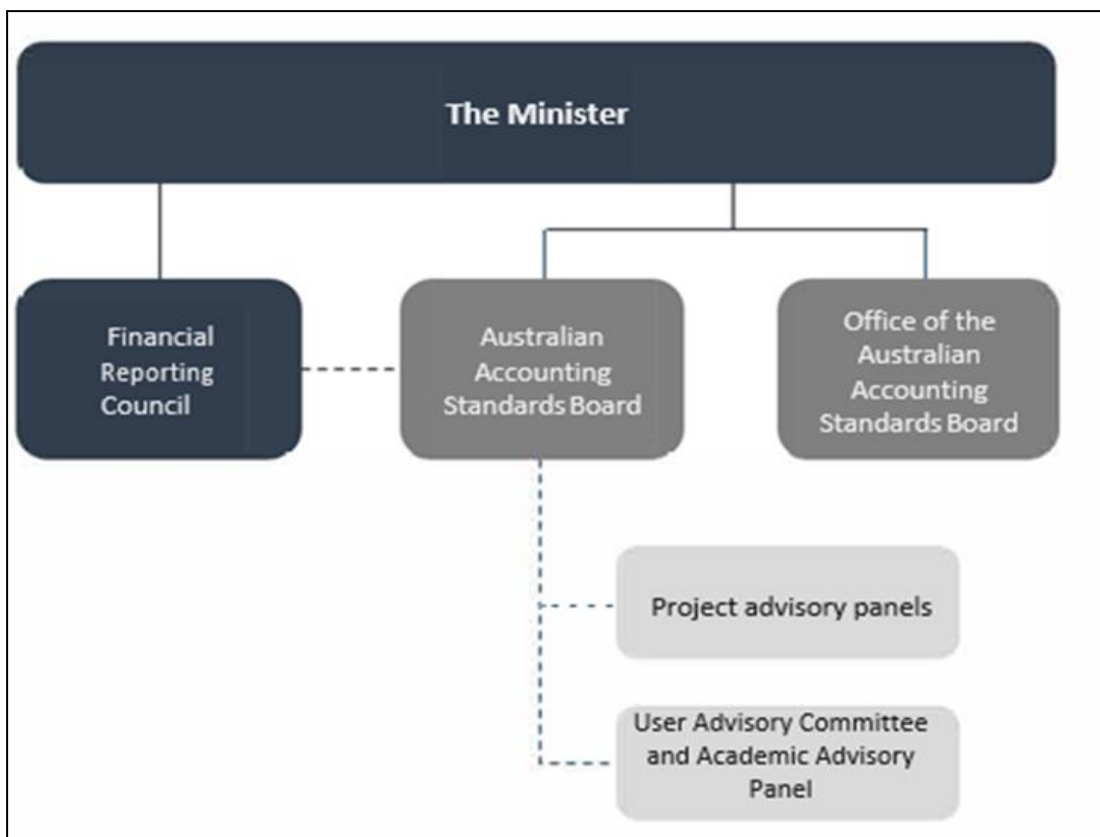 The Minister
Financial
Reporting
Council
Australian
Accounting
Standards Board
Office of the
Australian
Accounting
Standards Board
Project advisory panels
User Advisory Committee
and Academic Advisory
Panel